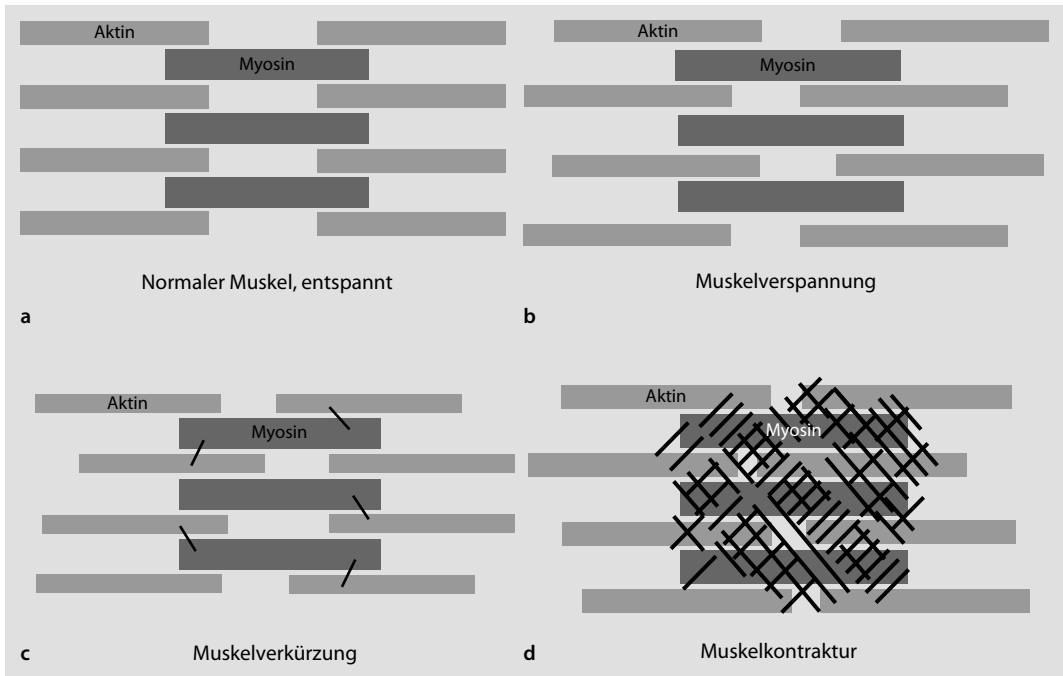 Aktin
Myosin
Normaler Muskel, entspannt
a
Aktin
Myosin
Muskelverspannung
b
Aktin
Myosin
c
Muskelverkürzung
Aktin
Myosin
d
Muskelkontraktur